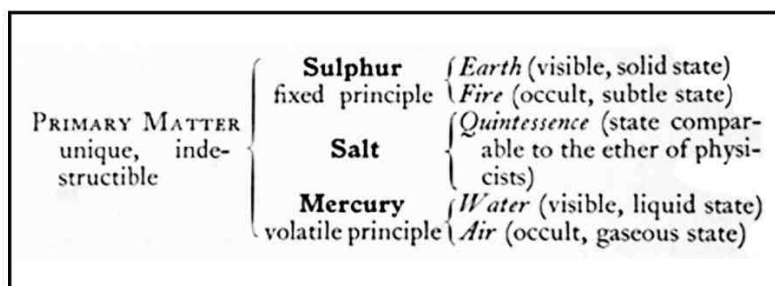 Sulphur { Earth (visible, solid state)
fixed principle { Fire (occult, subtle state)
PRIMARY MATTER { Quintessence (state compar-
unique, inde- Salt able to the ether of physi-
structible cists)
Mercury { Water (visible, liquid state)
volatile principle { Air (occult, gaseous state)